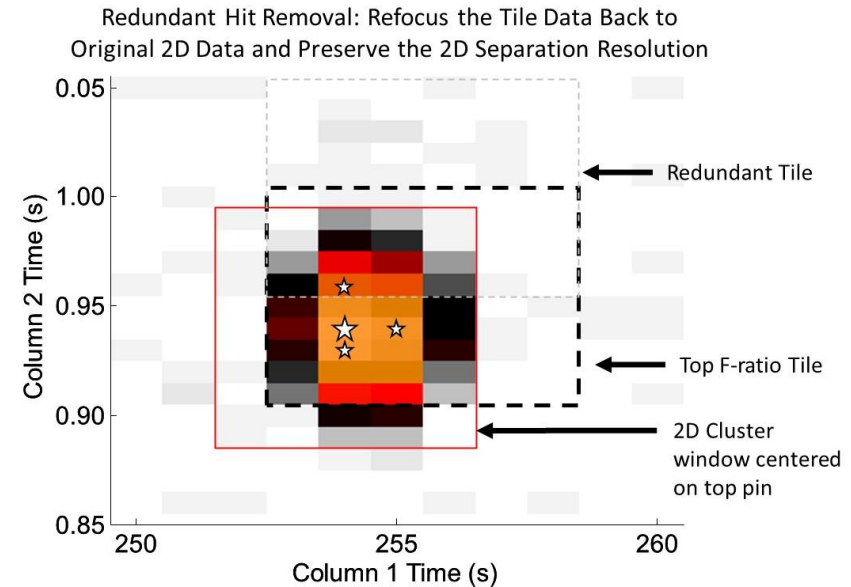 Redundant Hit Removal: Refocus the Tile Data Back to
Original 2D Data and Preserve the 2D Separation Resolution
0.05
1.00
0.95
0.90
0.85
Column 2 Time (s)
250
255
260
Column 1 Time (s)
Redundant Tile
Top F-ratio Tile
2D Cluster
window centered
on top pin